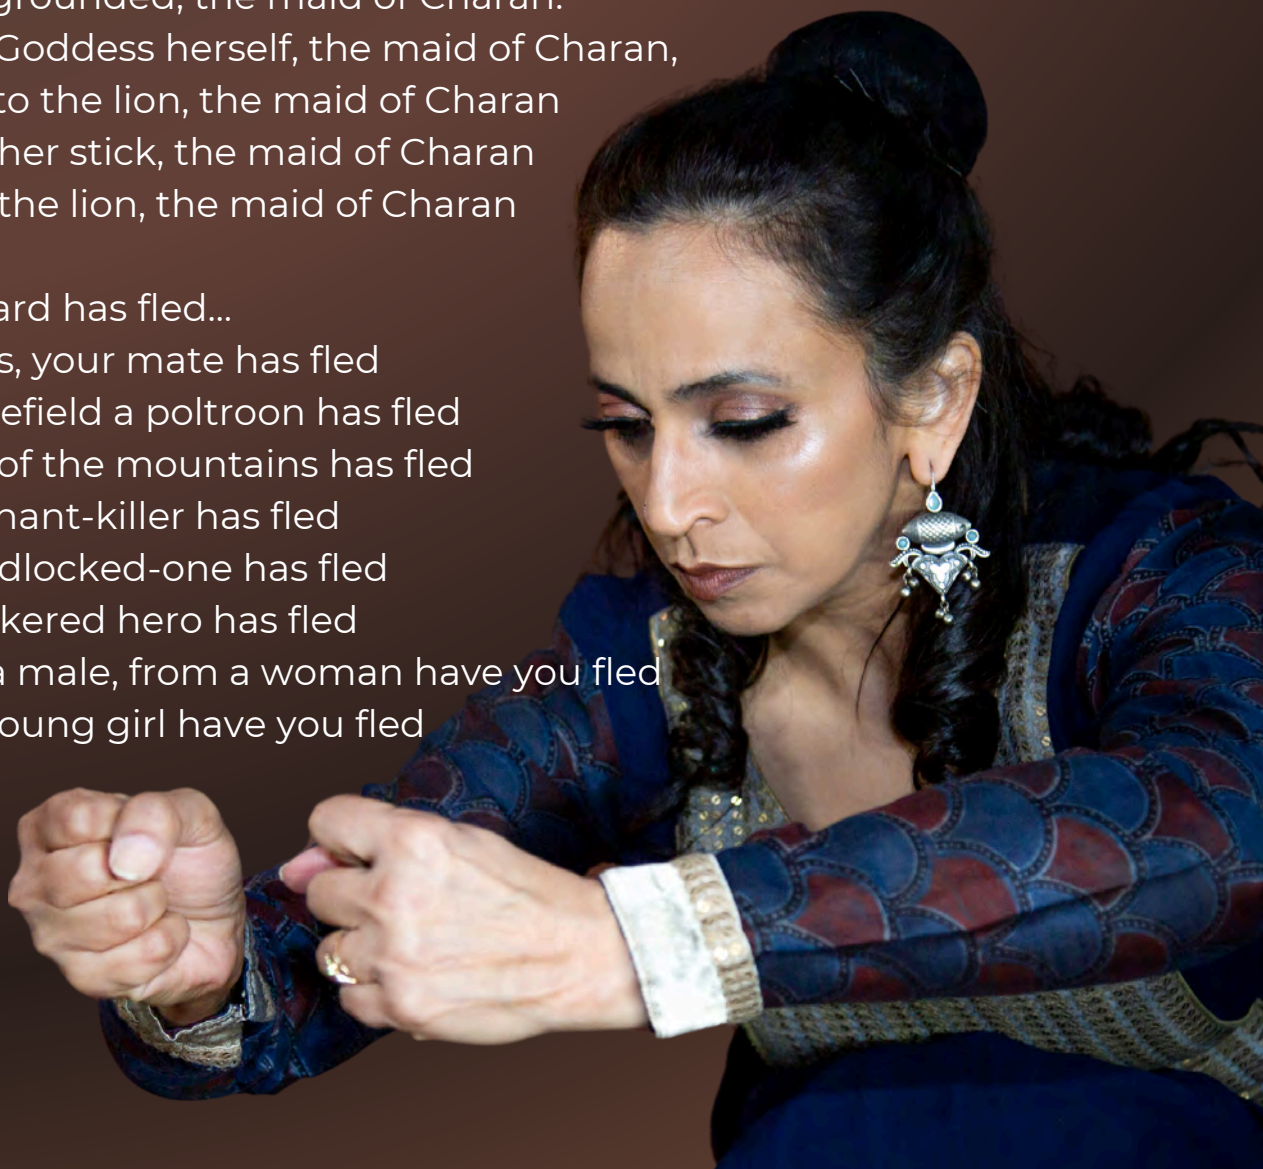 grounded, the maid of Charan.
Goddess herself, the maid of Charan,
to the lion, the maid of Charan
her stick, the maid of Charan
the lion, the maid of Charan
ard has fled...
s, your mate has fled
efield a poltroon has fled
of the mountains has fled
hant-killer has fled
dlocked-one has fled
kered hero has fled
a male, from a woman have you fled
oung girl have you fled